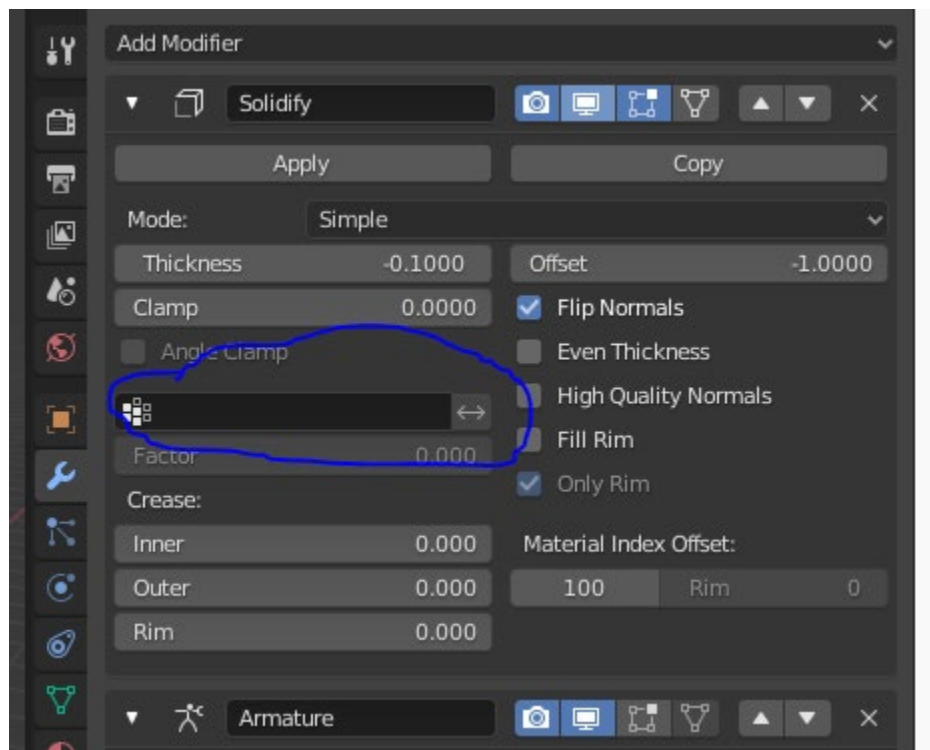 Add Modifier
Solidify
Apply Copy
Mode: Simple
Thickness -0.1000 Offset -1.0000
Clamp 0.0000 Flip Normals
Angle Clamp Even Thickness
High Quality Normals
Fill Rim
Factor 0.000 Only Rim
Crease:
Inner 0.000 Material Index Offset:
Outer 0.000 100 Rim 0
Rim 0.000
Armature